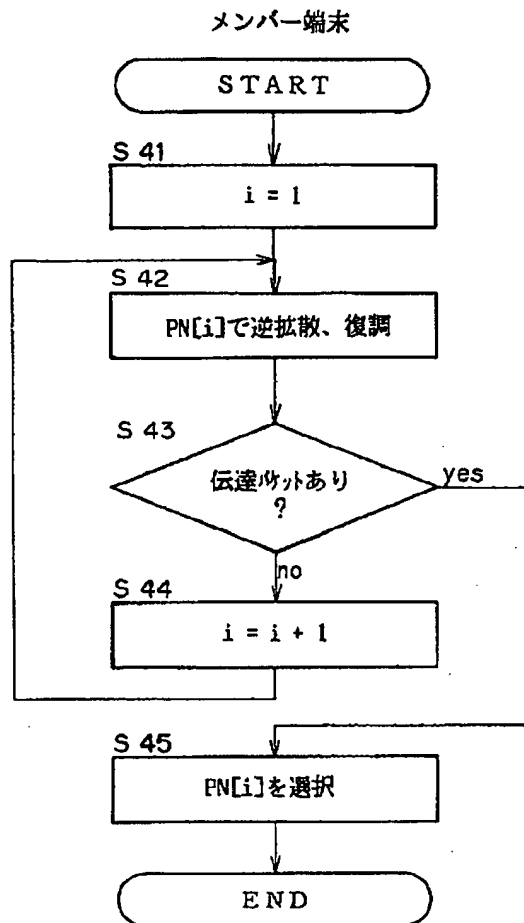 メンバー端末
START
S 41
i = 1
S 42
PN[i]で逆拡散、復調
S 43
伝達パケットあり
?
yes
no
S 44
i = i + 1
S 45
PN[i]を選択
END